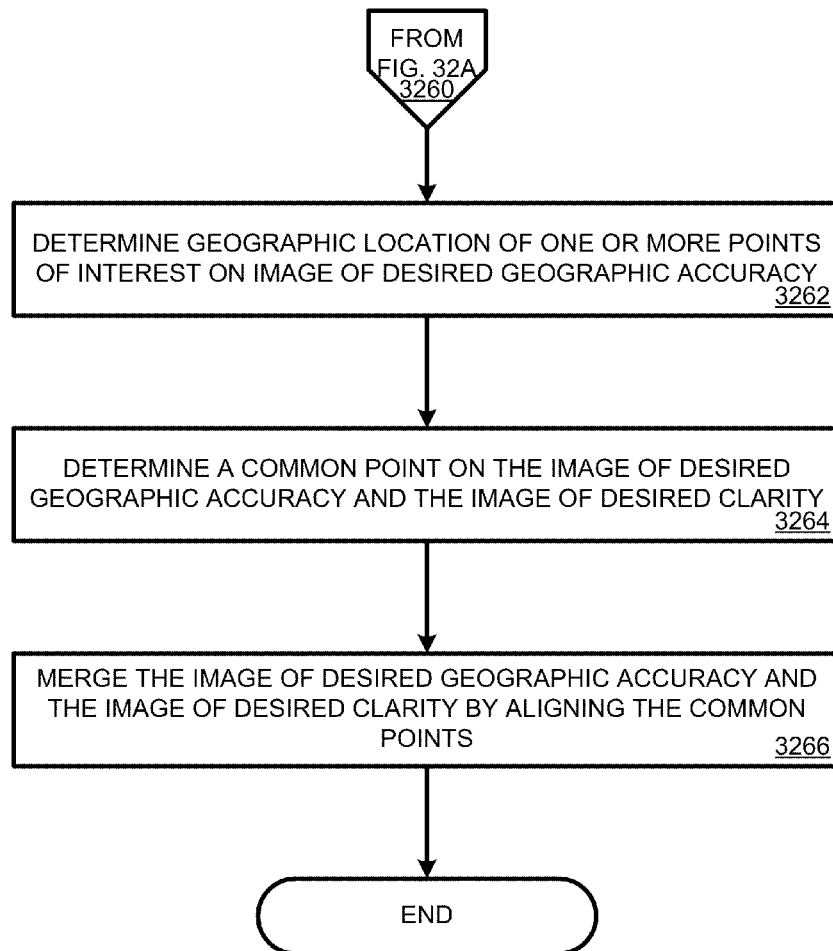 FROM
FIG. 32A
3260
DETERMINE GEOGRAPHIC LOCATION OF ONE OR MORE POINTS
OF INTEREST ON IMAGE OF DESIRED GEOGRAPHIC ACCURACY
3262
DETERMINE A COMMON POINT ON THE IMAGE OF DESIRED
GEOGRAPHIC ACCURACY AND THE IMAGE OF DESIRED CLARITY
3264
MERGE THE IMAGE OF DESIRED GEOGRAPHIC ACCURACY AND
THE IMAGE OF DESIRED CLARITY BY ALIGNING THE COMMON
POINTS
3266
END